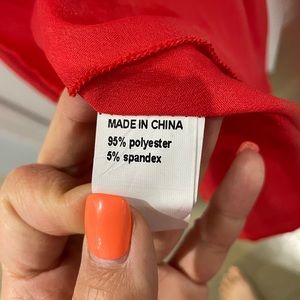 MADE IN CHINA
95% polyester
5% spandex